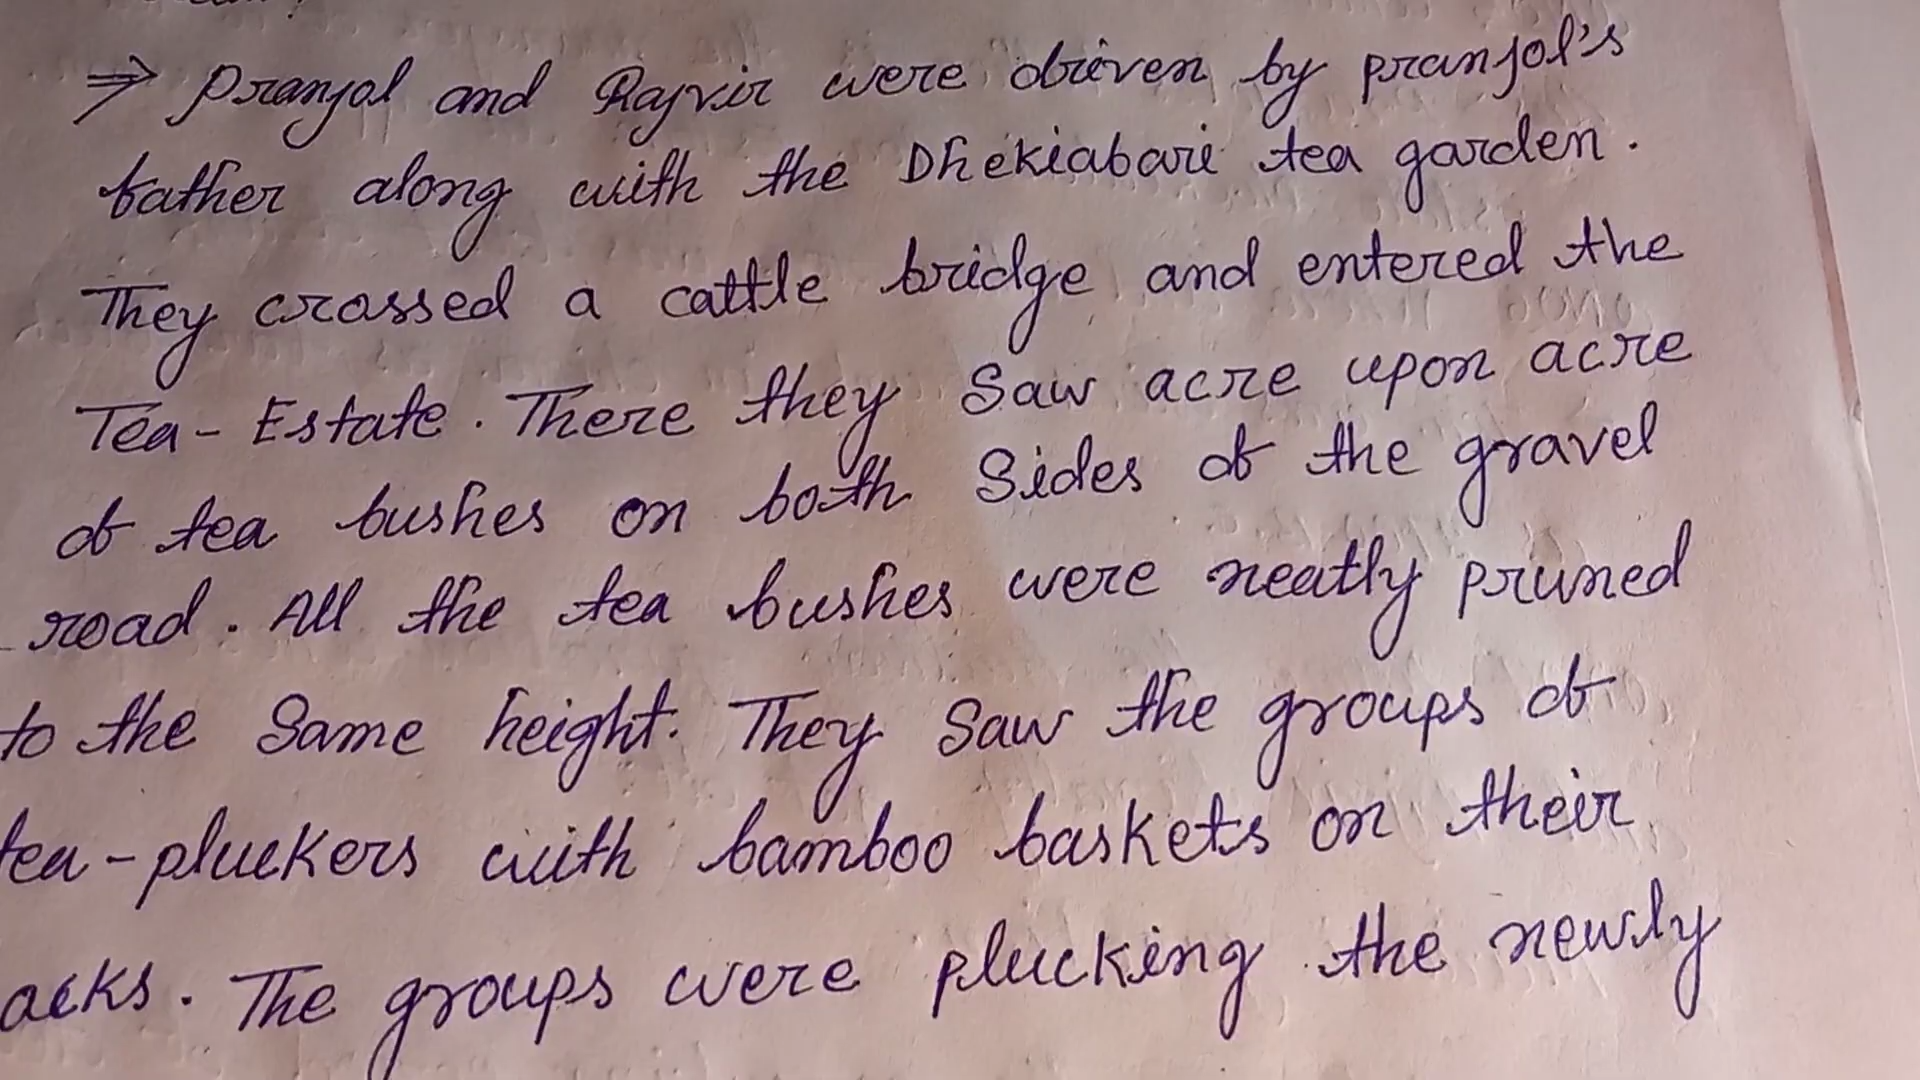 ⇒ Pranjol and Rajvir were driven by pranjol's
father along with the Dhekiabari tea garden.
They crossed a cattle bridge and entered the
Tea-Estate. There they Saw acre upon acre
of tea bushes on both Sides of the gravel
road. All the tea bushes were neatly pruned
to the Same height. They Saw the groups of
tea-pluckers with bamboo baskets on their
acks. The groups were plucking the newly